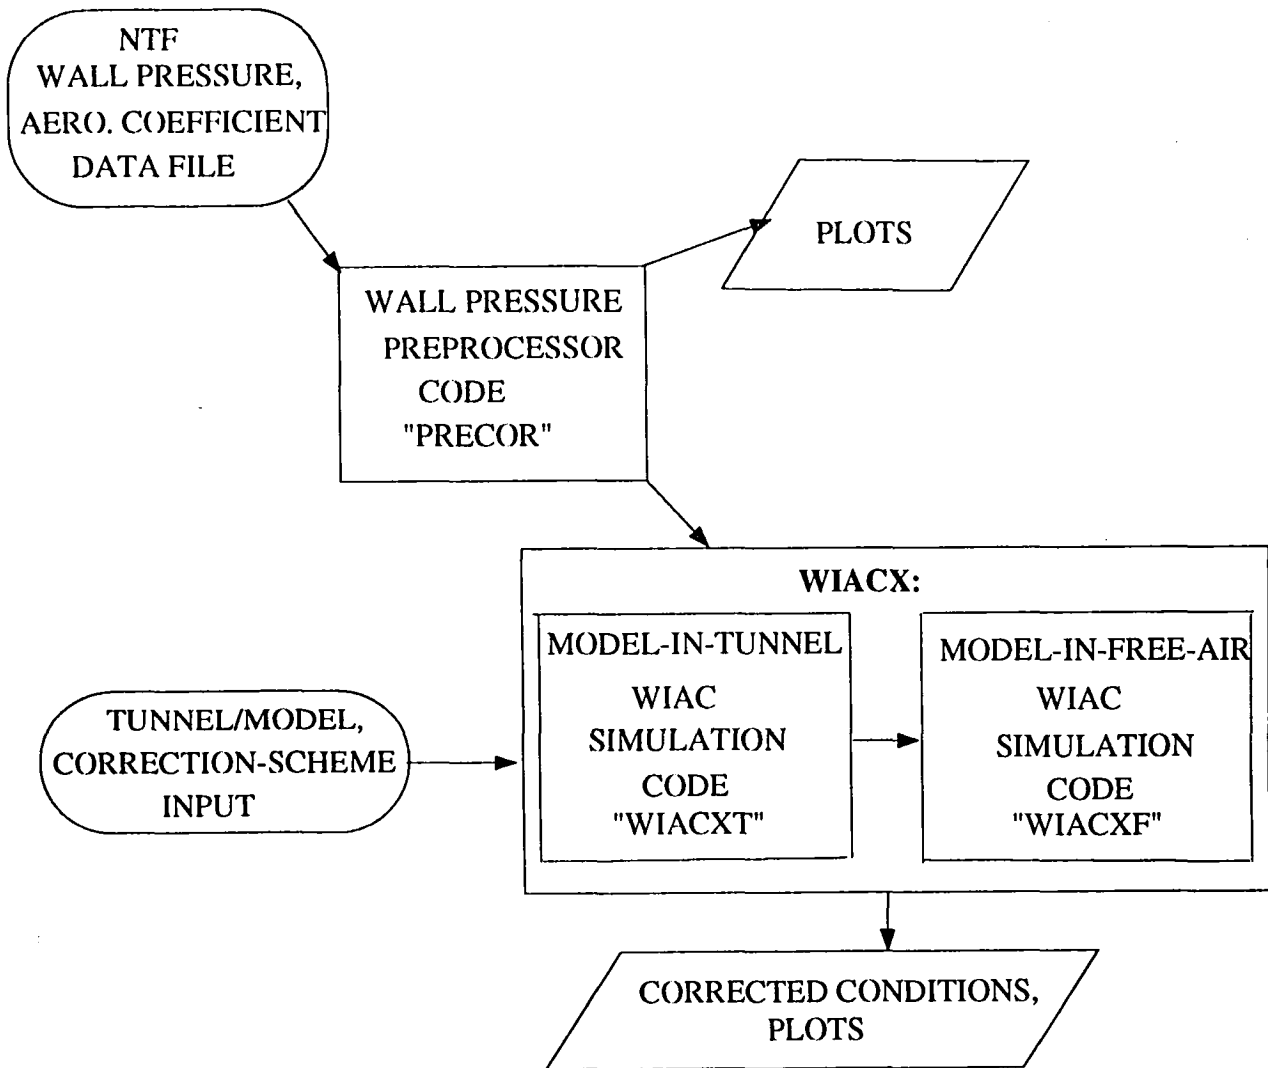 NTF
WALL PRESSURE,
AERO. COEFFICIENT
DATA FILE
PLOTS
WALL PRESSURE
PREPROCESSOR
CODE
"PRECOR"
WIACX:
MODEL-IN-TUNNEL
WIAC
SIMULATION
CODE
"WIACXT"
MODEL-IN-FREE-AIR
WIAC
SIMULATION
CODE
"WIACXF"
TUNNEL/MODEL,
CORRECTION-SCHEME
INPUT
CORRECTED CONDITIONS,
PLOTS